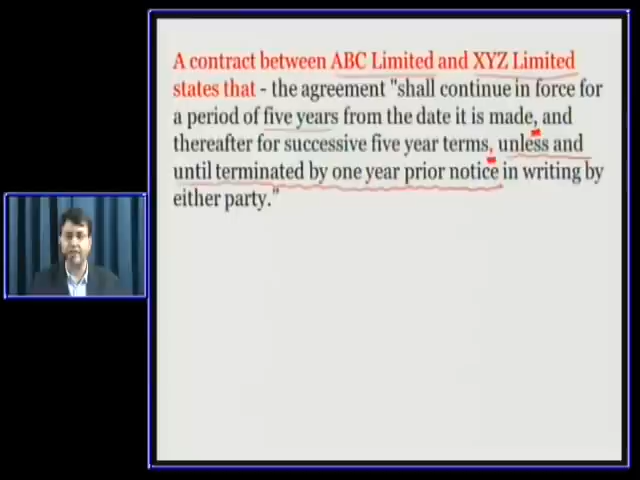 A contract between ABC Limited and XYZ Limited
states that - the agreement "shall continue in force for
a period of five years from the date it is made, and
thereafter for successive five year terms, unless and
until terminated by one year prior notice in writing by
either party."